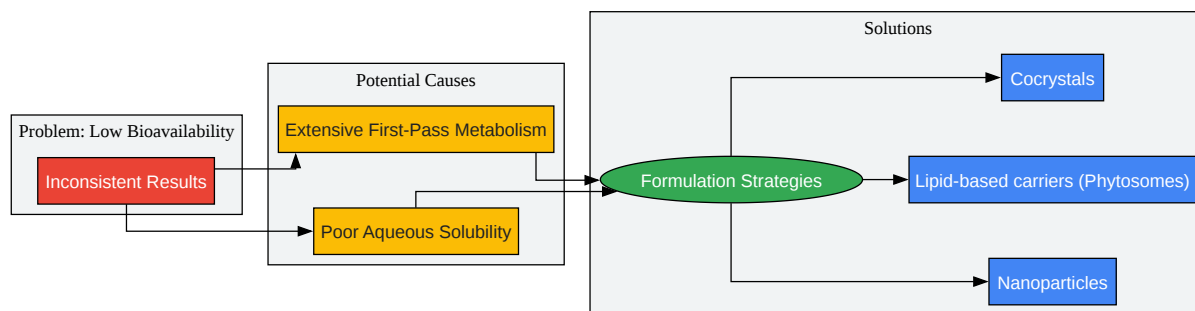 Problem: Low Bioavailability
Inconsistent Results
Potential Causes
Extensive First-Pass Metabolism
Poor Aqueous Solubility
Solutions
Formulation Strategies
Cocrystals
Lipid-based carriers (Phytosomes)
Nanoparticles